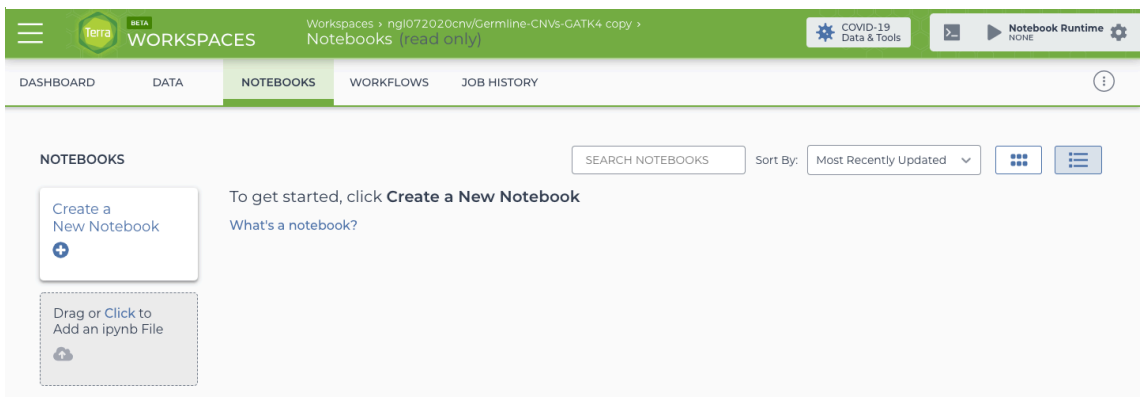 Terra
BETA
WORKSPACES
Workspaces › ngl072020cnv/Germline-CNVs-GATK4 copy ›
Notebooks (read only)
COVID-19
Data & Tools
Notebook Runtime
NONE
DASHBOARD
DATA
NOTEBOOKS
WORKFLOWS
JOB HISTORY
NOTEBOOKS
SEARCH NOTEBOOKS
Sort By:
Most Recently Updated
Create a
New Notebook
To get started, click Create a New Notebook
What's a notebook?
Drag or Click to
Add an ipynb File